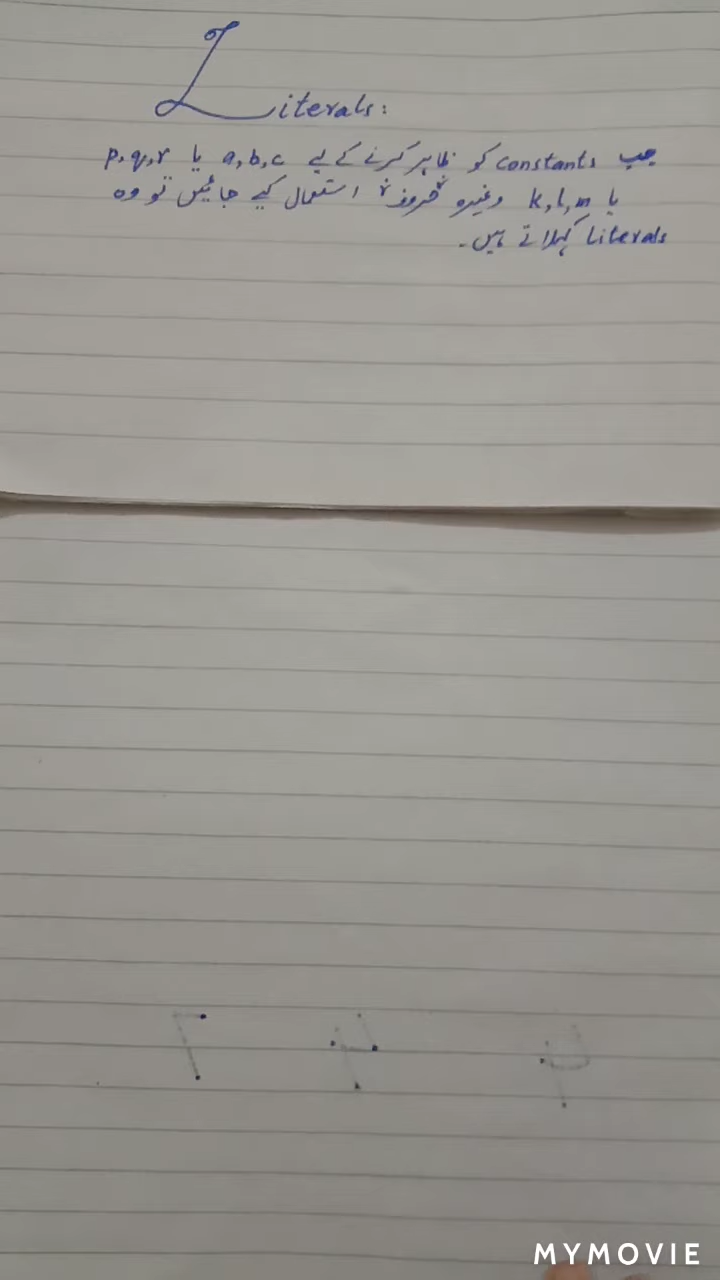 Literals:
جب constants کو ظاہر کرنے کے لیے a,b,c یا p,q,r
یا k,l,m وغیرہ "حروف" استعمال کیے جائیں تو وہ
Literals کہلاتے ہیں۔
MYMOVIE